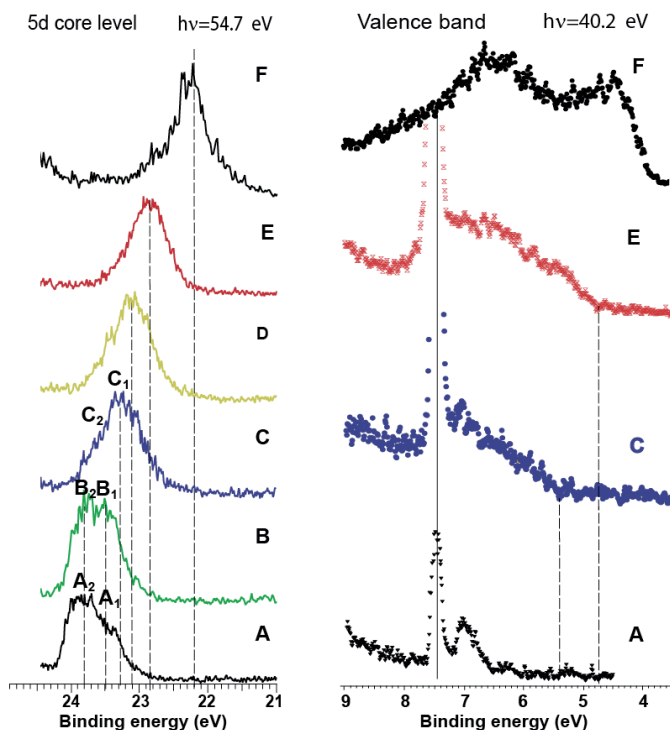 5d core level hν=54.7 eV
F
E
D
C₁
C₂
C
B₂B₁
B
A₂
A₁
A
24 23 22 21
Binding energy (eV)
Valence band hν=40.2 eV
F
E
C
A
9 8 7 6 5 4
Binding energy (eV)